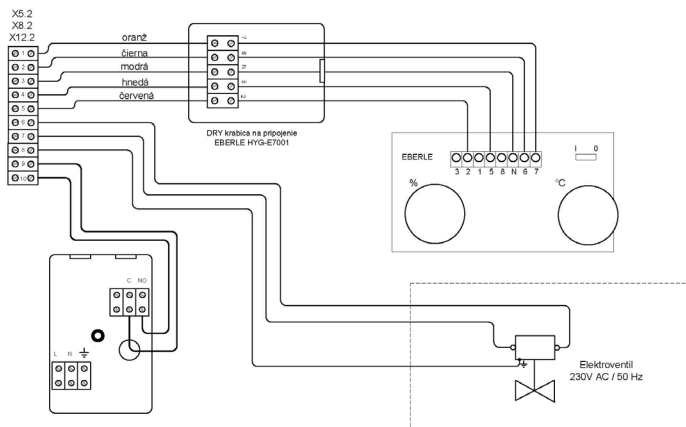 X5.2
X8.2
X12.2
1
2
3
4
5
6
7
8
9
10
oranž
čierna
modrá
hnedá
červená
7
6
N
5
2
DRY krabica na pripojenie
EBERLE HYG-E7001
EBERLE
I 0
3 2 1 5 8 N 6 7
%
°C
C NO
L N
Elektroventil
230V AC / 50 Hz